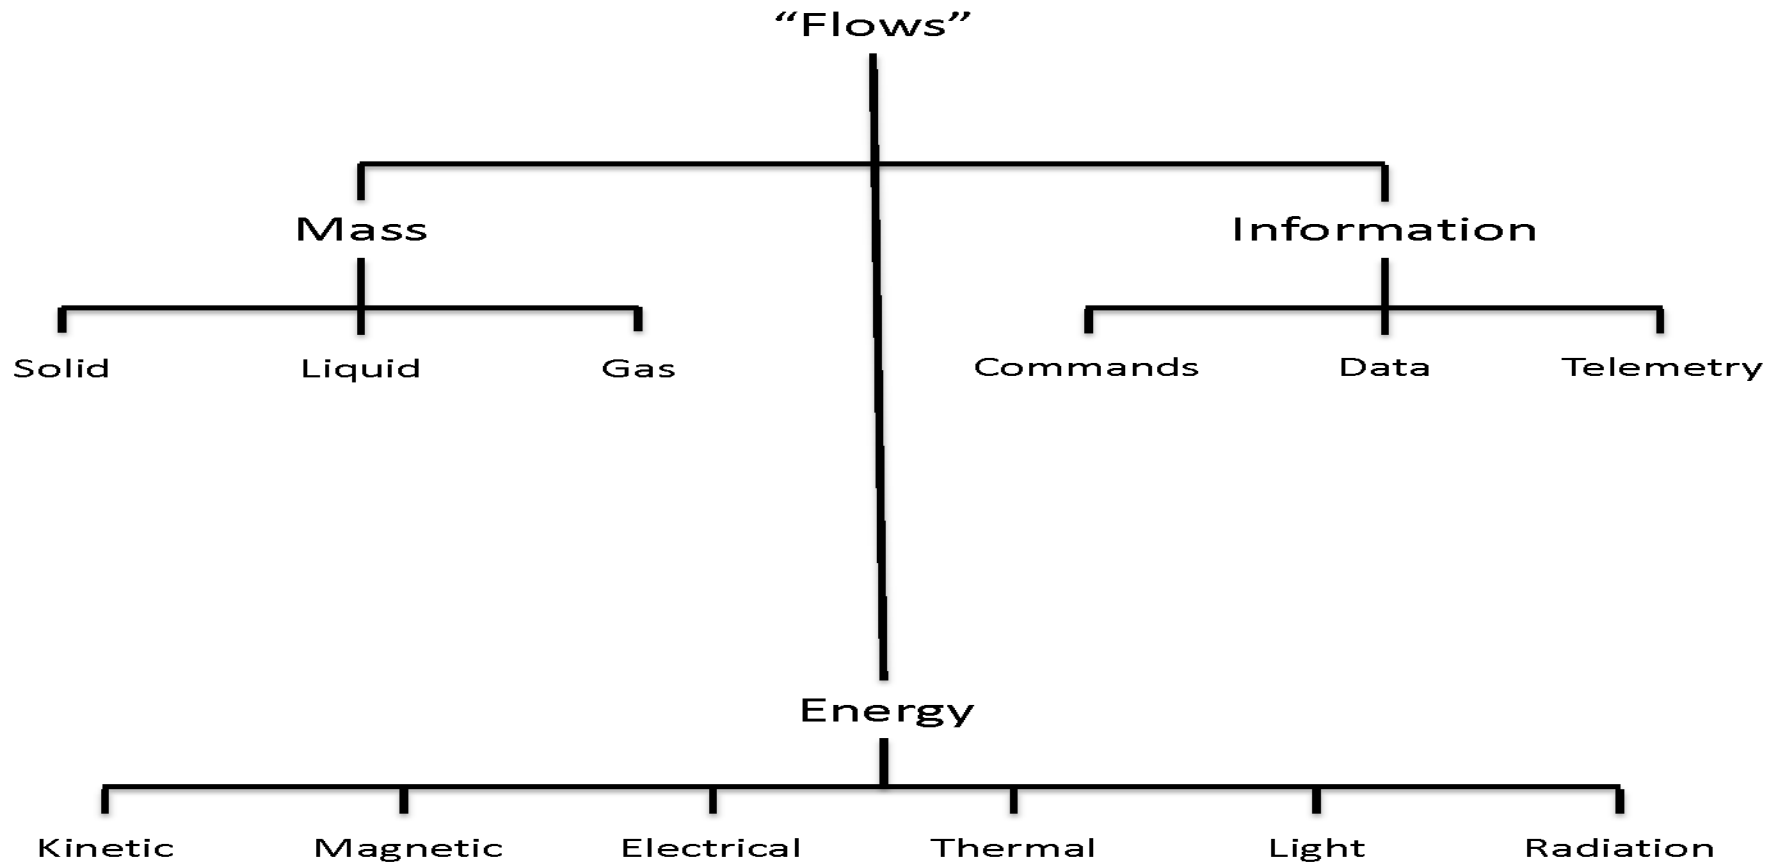 “Flows”
Mass
Information
Solid
Liquid
Gas
Commands
Data
Telemetry
Energy
Kinetic
Magnetic
Electrical
Thermal
Light
Radiation